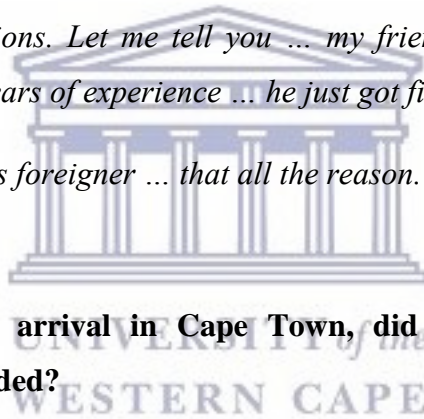 ions. Let me tell you … my frien
ars of experience … he just got fi
s foreigner … that all the reason.
arrival in Cape Town, did
UNIVERSITY of the
ded?
WESTERN CAPE